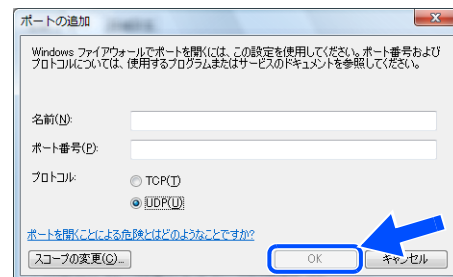 ポートの追加
Windows ファイアウォールでポートを開くには、この設定を使用してください。ポート番号および
プロトコルについては、使用するプログラムまたはサービスのドキュメントを参照してください。
名前(N):
ポート番号(P):
プロトコル:
TCP(T)
UDP(U)
ポートを開くことによる危険とはどのようなことですか?
スコープの変更(C)...
OK
キャンセル